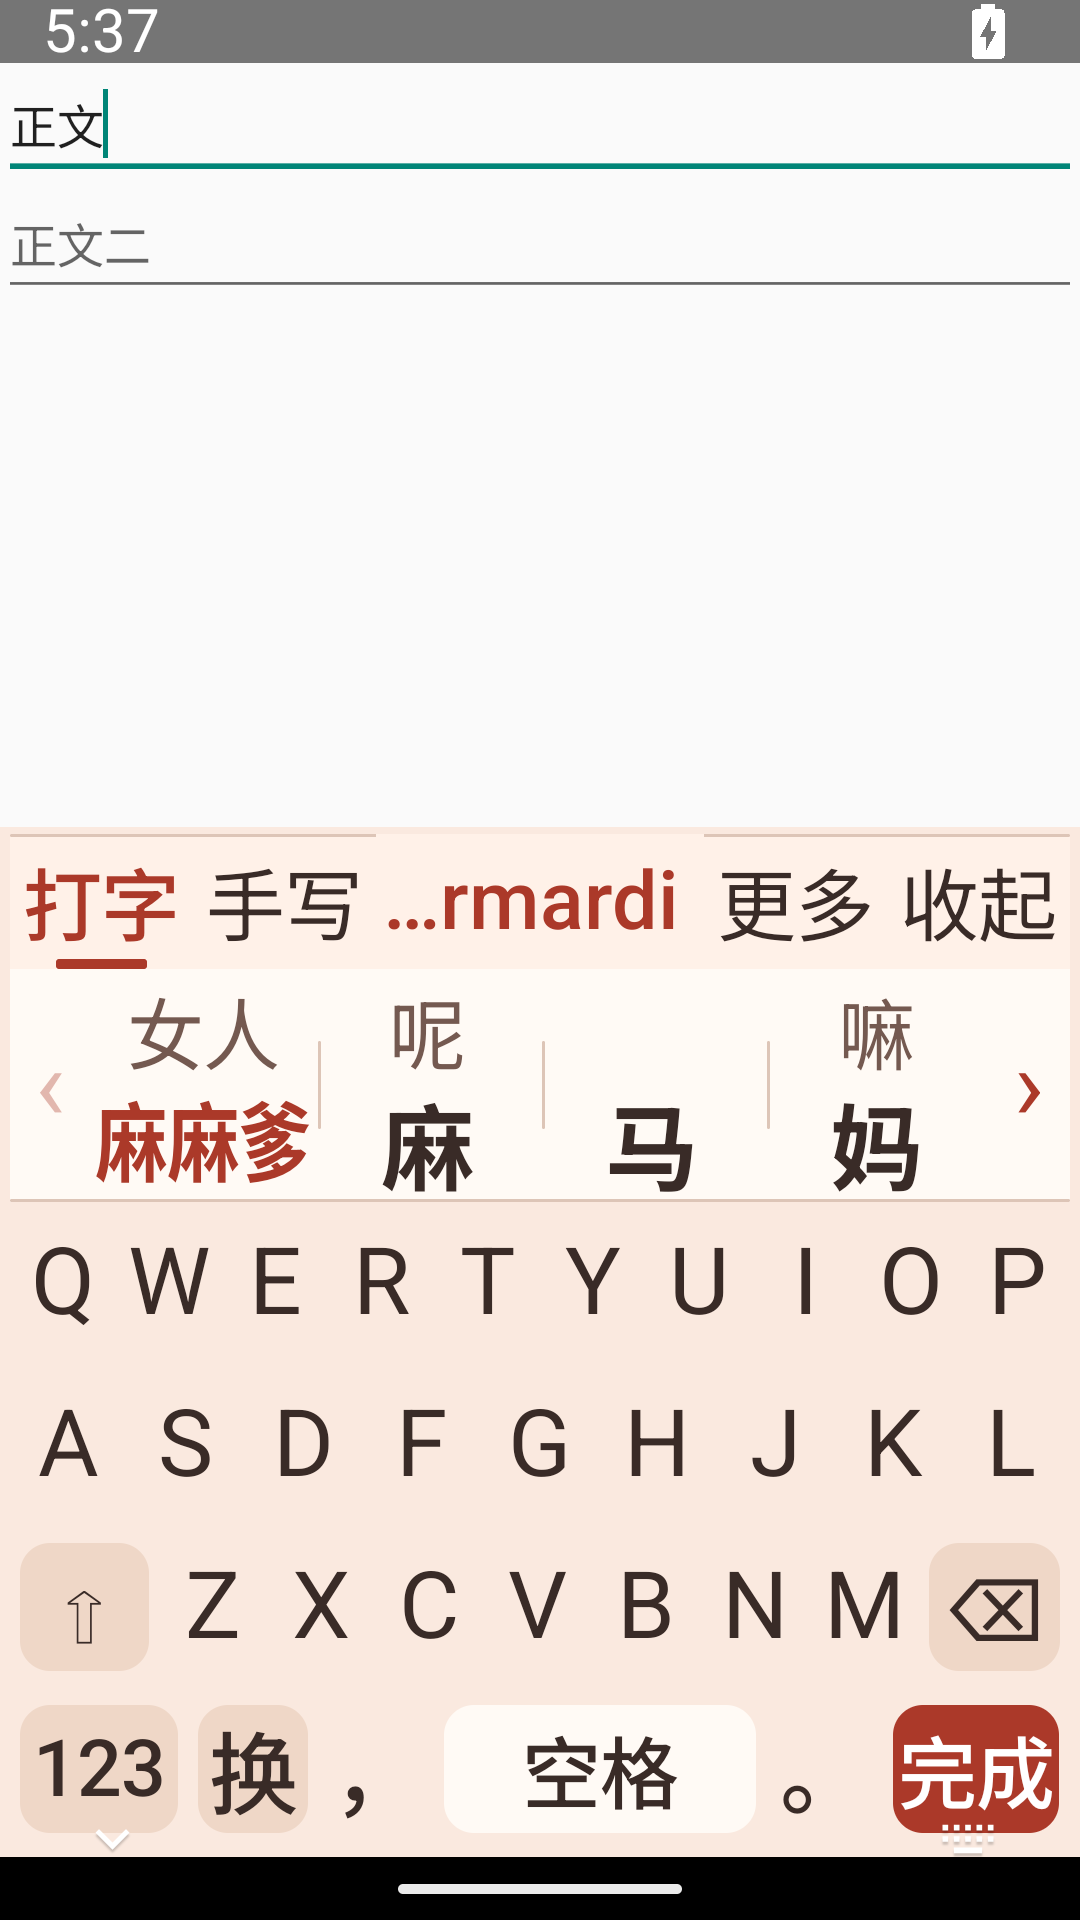 5:37
正文
正文二
打字 手写 ...rmardi 更多 收起
女人 呢 嘛
‹ 麻麻爹 麻 马 妈 ›
Q W E R T Y U I O P
A S D F G H J K L
⇧ Z X C V B N M ⌫
123 换 ， 空格 。 完成